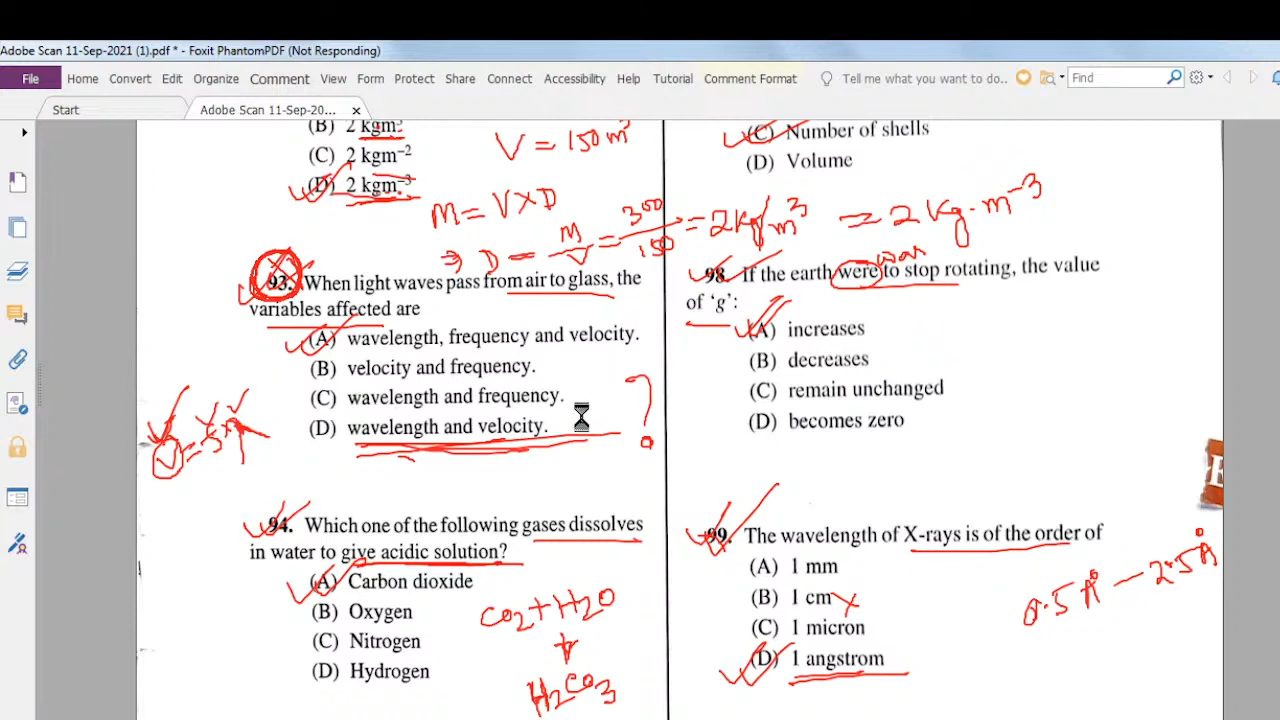 Adobe Scan 11-Sep-2021 (1).pdf * - Foxit PhantomPDF (Not Responding)
File Home Convert Edit Organize Comment View Form Protect Share Connect Accessibility Help Tutorial Comment Format Tell me what you want to do.. Find
Start Adobe Scan 11-Sep-20... ×
(B) 2 kgm
(C) 2 kgm⁻²
(D) 2 kgm⁻³
V = 150 m³
M = V × D
⇒ D = M/V = 300/150 = 2 kg/m³ = 2 kg·m⁻³
93. When light waves pass from air to glass, the
variables affected are
(A) wavelength, frequency and velocity.
(B) velocity and frequency.
(C) wavelength and frequency.
(D) wavelength and velocity.
?
94. Which one of the following gases dissolves
in water to give acidic solution?
(A) Carbon dioxide
(B) Oxygen
(C) Nitrogen
(D) Hydrogen
CO2 + H2O
H2CO3
(C) Number of shells
(D) Volume
was
98. If the earth were to stop rotating, the value
of ‘g’:
(A) increases
(B) decreases
(C) remain unchanged
(D) becomes zero
99. The wavelength of X-rays is of the order of
(A) 1 mm
(B) 1 cm
(C) 1 micron
(D) 1 angstrom
0.5 Å – 2.5 Å